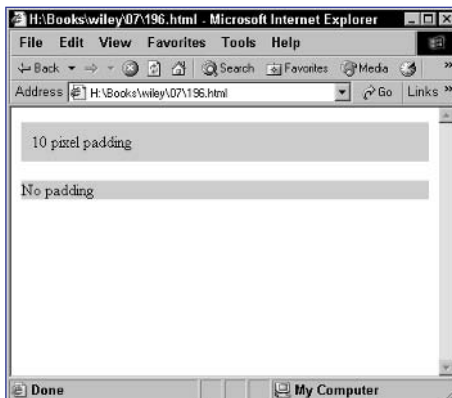 H:\Books\wiley\07\196.html - Microsoft Internet Explorer
File Edit View Favorites Tools Help
Back Search Favorites Media »
Address H:\Books\wiley\07\196.html Go Links »
10 pixel padding
No padding
Done My Computer